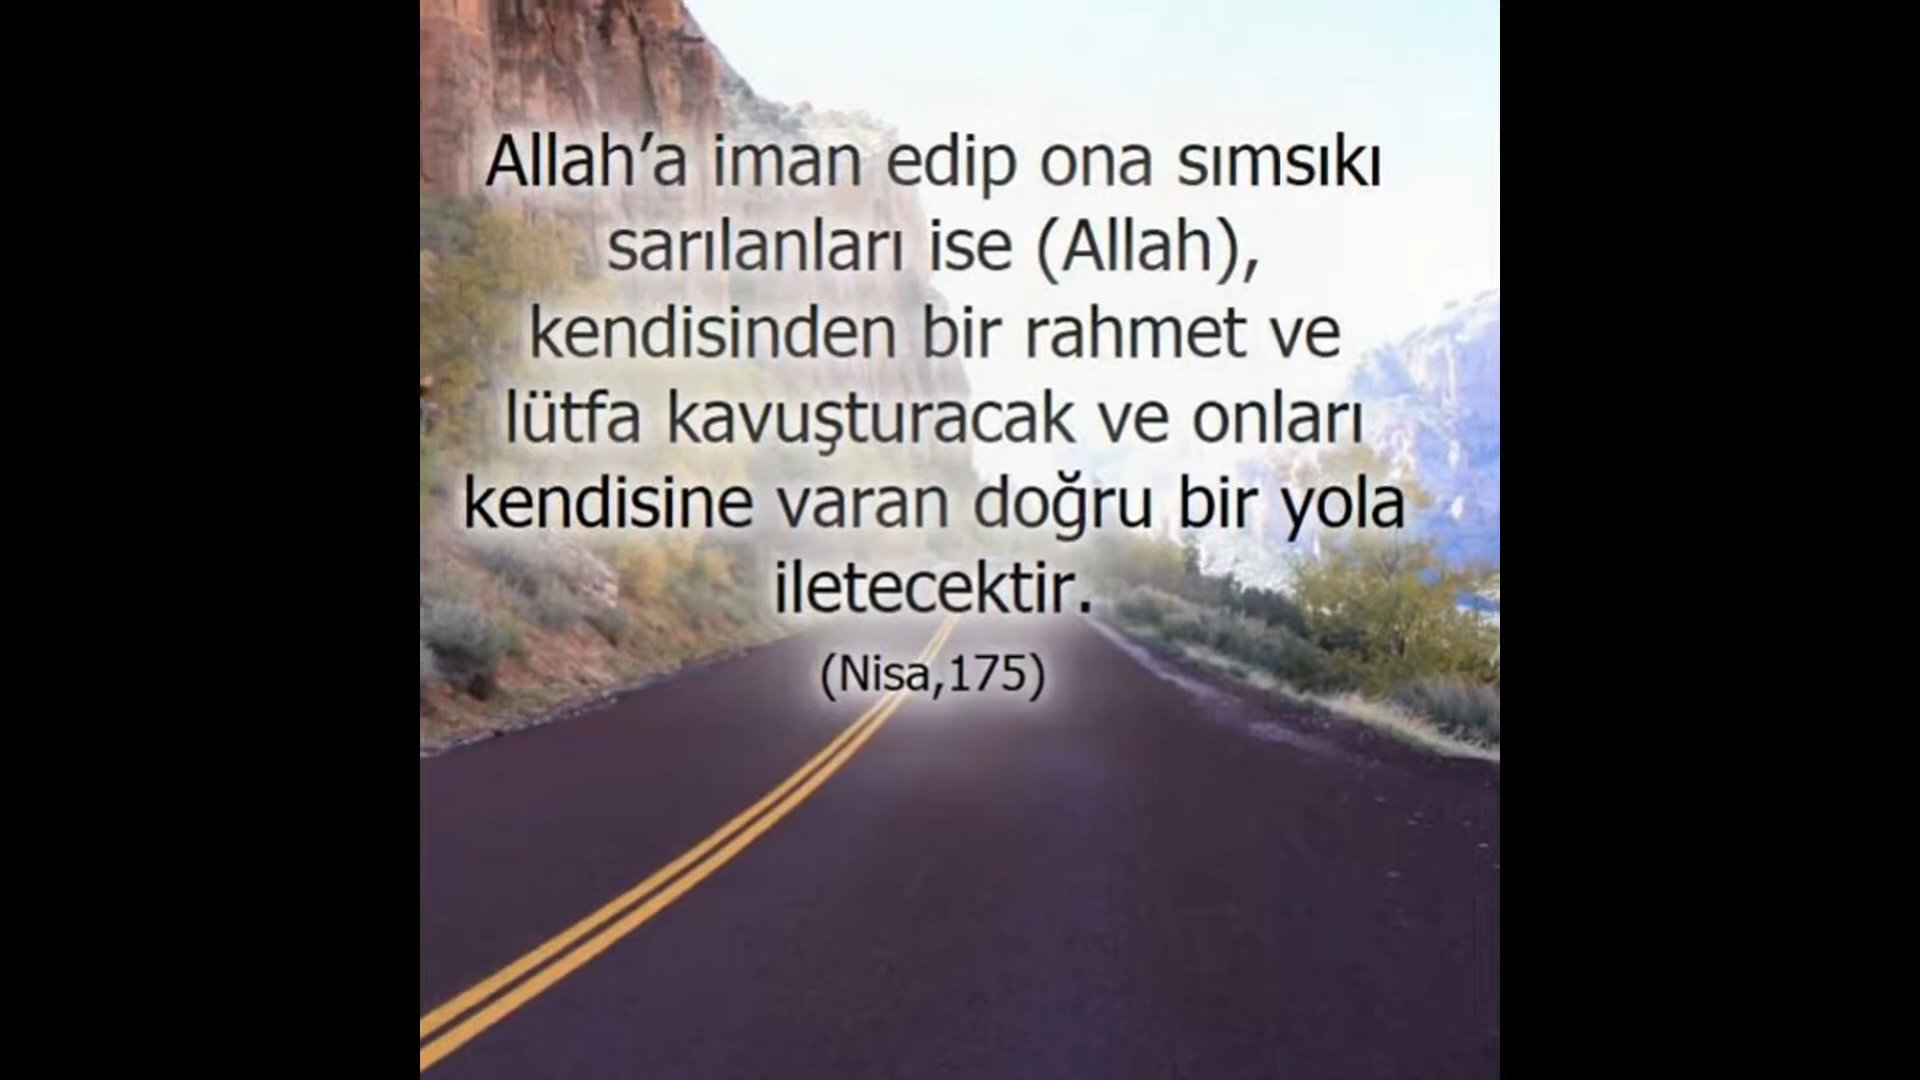 Allah’a iman edip ona sımsıkı
sarılanları ise (Allah),
kendisinden bir rahmet ve
lütfa kavuşturacak ve onları
kendisine varan doğru bir yola
iletecektir.
(Nisa,175)